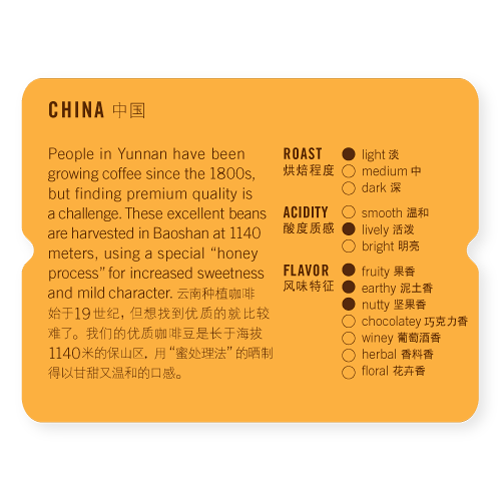 CHINA 中国
People in Yunnan have been
growing coffee since the 1800s,
but finding premium quality is
a challenge. These excellent beans
are harvested in Baoshan at 1140
meters, using a special “honey
process” for increased sweetness
and mild character. 云南种植咖啡
始于19世纪，但想找到优质的就比较
难了。我们的优质咖啡豆是长于海拔
1140米的保山区，用“蜜处理法”的晒制
得以甘甜又温和的口感。
ROAST
烘焙程度
light 淡
medium 中
dark 深
ACIDITY
酸度质感
smooth 温和
lively 活泼
bright 明亮
FLAVOR
风味特征
fruity 果香
earthy 泥土香
nutty 坚果香
chocolatey 巧克力香
winey 葡萄酒香
herbal 香料香
floral 花卉香